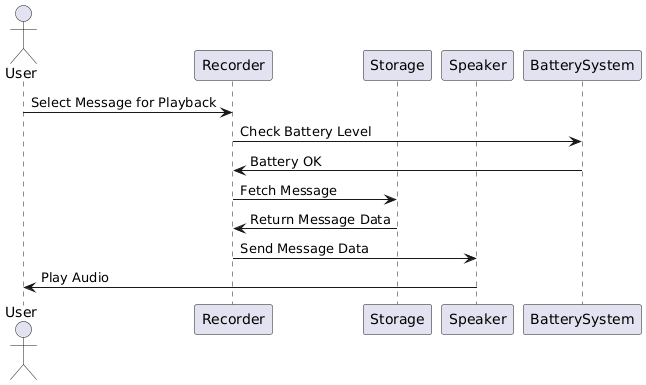 User
Recorder
Storage
Speaker
BatterySystem
Select Message for Playback
Check Battery Level
Battery OK
Fetch Message
Return Message Data
Send Message Data
Play Audio
User
Recorder
Storage
Speaker
BatterySystem